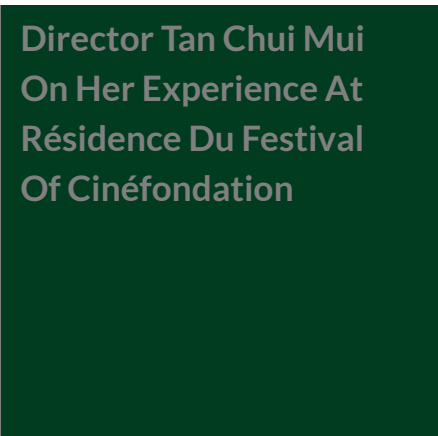 Director Tan Chui Mui
On Her Experience At
Résidence Du Festival
Of Cinéfondation